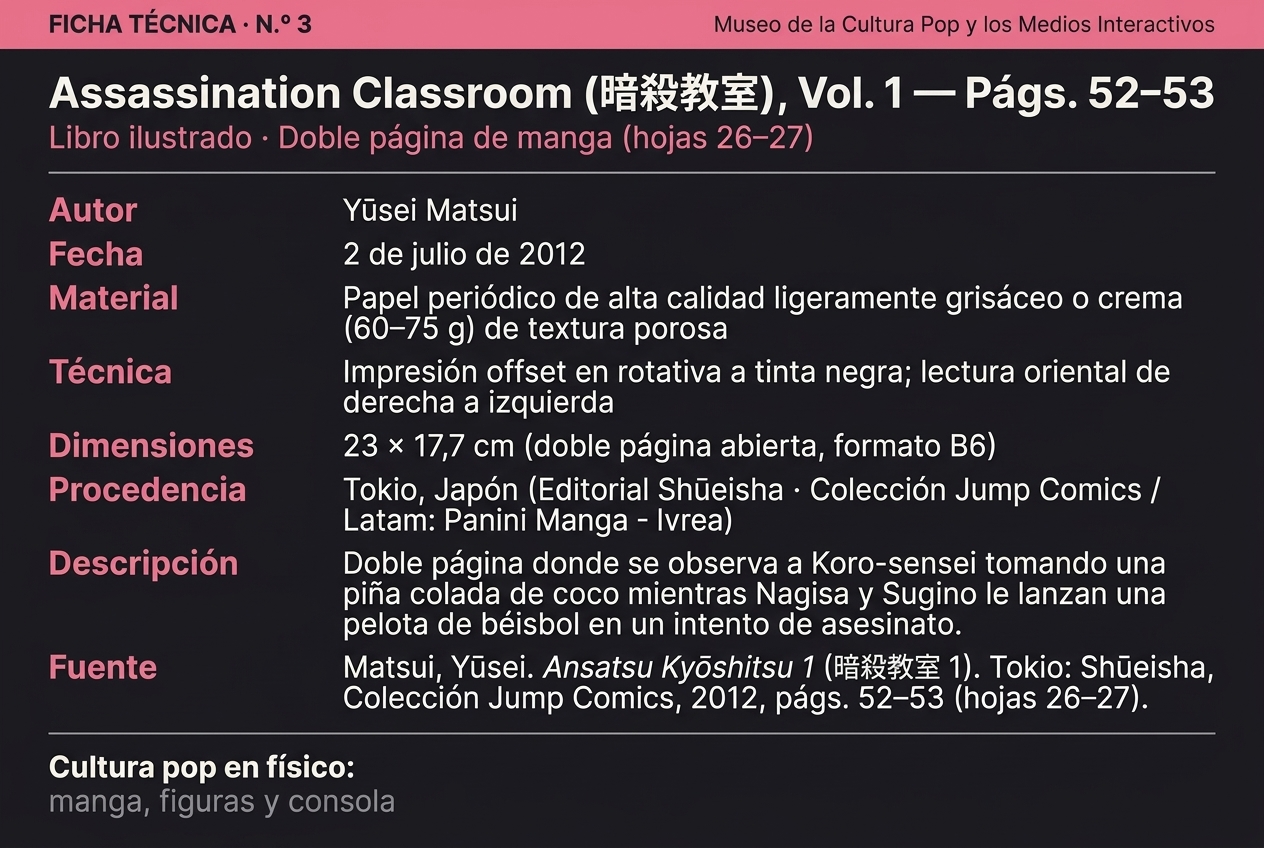 FICHA TÉCNICA · N.º 3
Museo de la Cultura Pop y los Medios Interactivos
Assassination Classroom (暗殺教室), Vol. 1 — Págs. 52–53
Libro ilustrado · Doble página de manga (hojas 26–27)
Autor
Yūsei Matsui
Fecha
2 de julio de 2012
Material
Papel periódico de alta calidad ligeramente grisáceo o crema
(60–75 g) de textura porosa
Técnica
Impresión offset en rotativa a tinta negra; lectura oriental de
derecha a izquierda
Dimensiones
23 × 17,7 cm (doble página abierta, formato B6)
Procedencia
Tokio, Japón (Editorial Shūeisha · Colección Jump Comics /
Latam: Panini Manga - Ivrea)
Descripción
Doble página donde se observa a Koro-sensei tomando una
piña colada de coco mientras Nagisa y Sugino le lanzan una
pelota de béisbol en un intento de asesinato.
Fuente
Matsui, Yūsei. Ansatsu Kyōshitsu 1 (暗殺教室 1). Tokio: Shūeisha,
Colección Jump Comics, 2012, págs. 52–53 (hojas 26–27).
Cultura pop en físico:
manga, figuras y consola